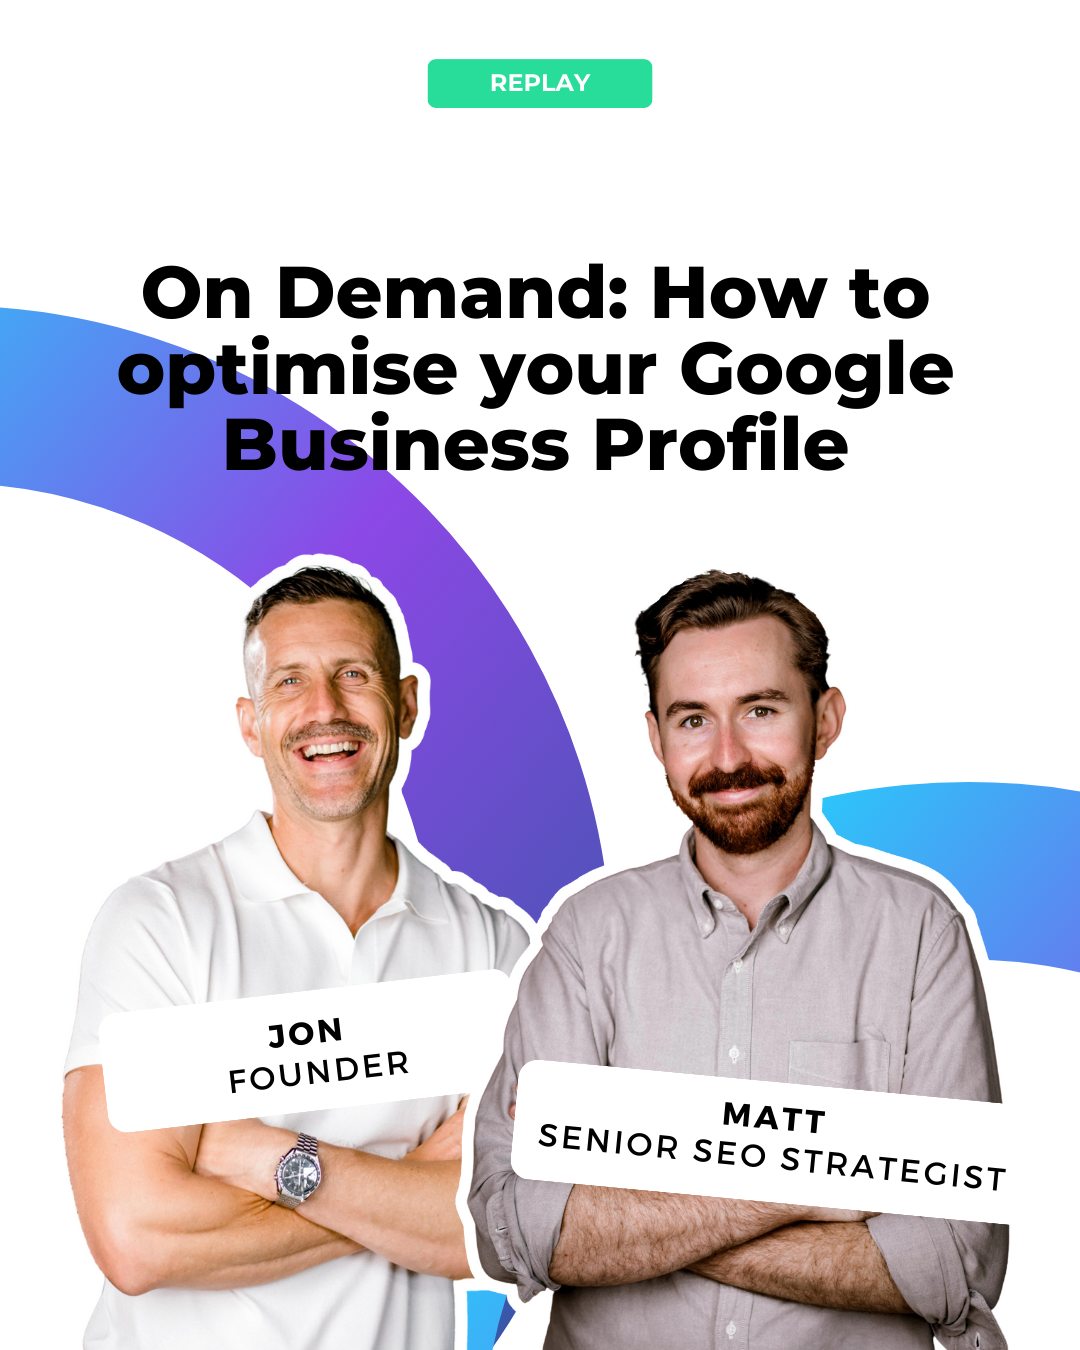 REPLAY
On Demand: How to
optimise your Google
Business Profile
JON
FOUNDER
MATT
SENIOR SEO STRATEGIST